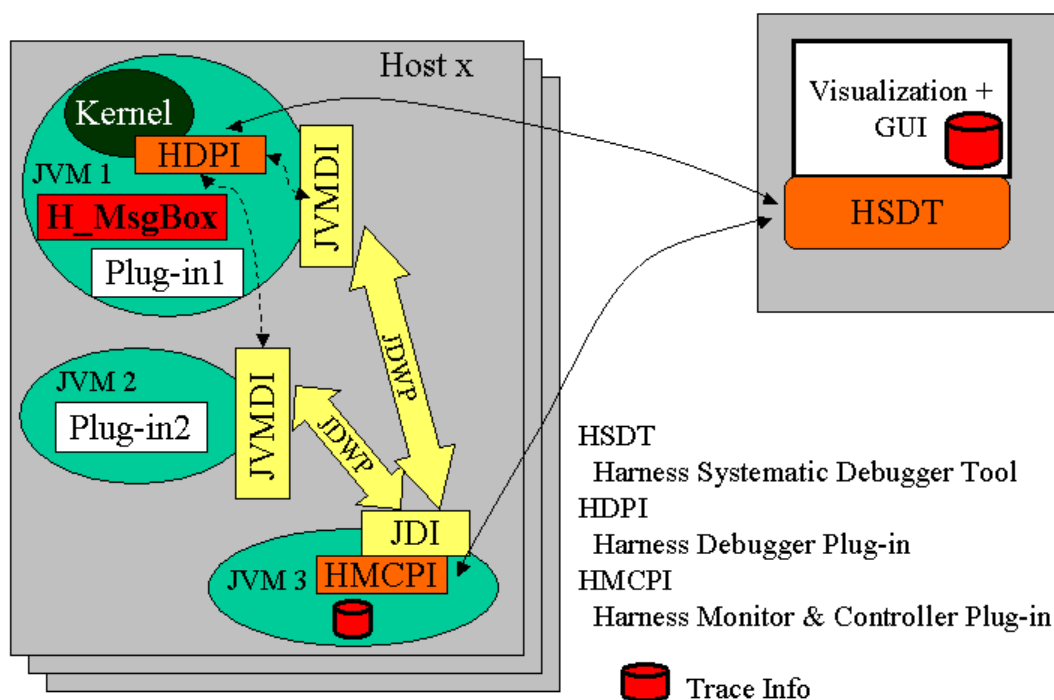 Host x
Kernel
HDPI
JVM 1
H_MsgBox
Plug-in1
JVMDI
JDWP
JVM 2
Plug-in2
JVMDI
JDWP
JDI
JVM 3
HMCPI
Visualization +
GUI
HSDT
HSDT
Harness Systematic Debugger Tool
HDPI
Harness Debugger Plug-in
HMCPI
Harness Monitor & Controller Plug-in
Trace Info